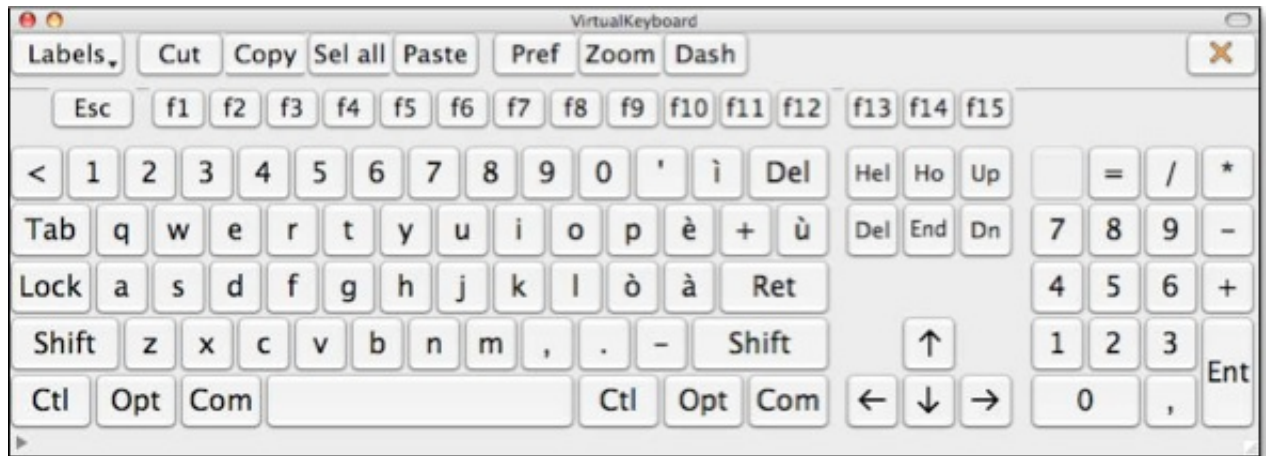 VirtualKeyboard
Labels Cut Copy Sel all Paste Pref Zoom Dash
Esc f1 f2 f3 f4 f5 f6 f7 f8 f9 f10 f11 f12 f13 f14 f15
< 1 2 3 4 5 6 7 8 9 0 ' ì Del Hel Ho Up = / *
Tab q w e r t y u i o p è + ù Del End Dn 7 8 9 -
Lock a s d f g h j k l ò à Ret 4 5 6 +
Shift z x c v b n m , . - Shift ↑ 1 2 3 Ent
Ctl Opt Com Ctl Opt Com ← ↓ → 0 ,